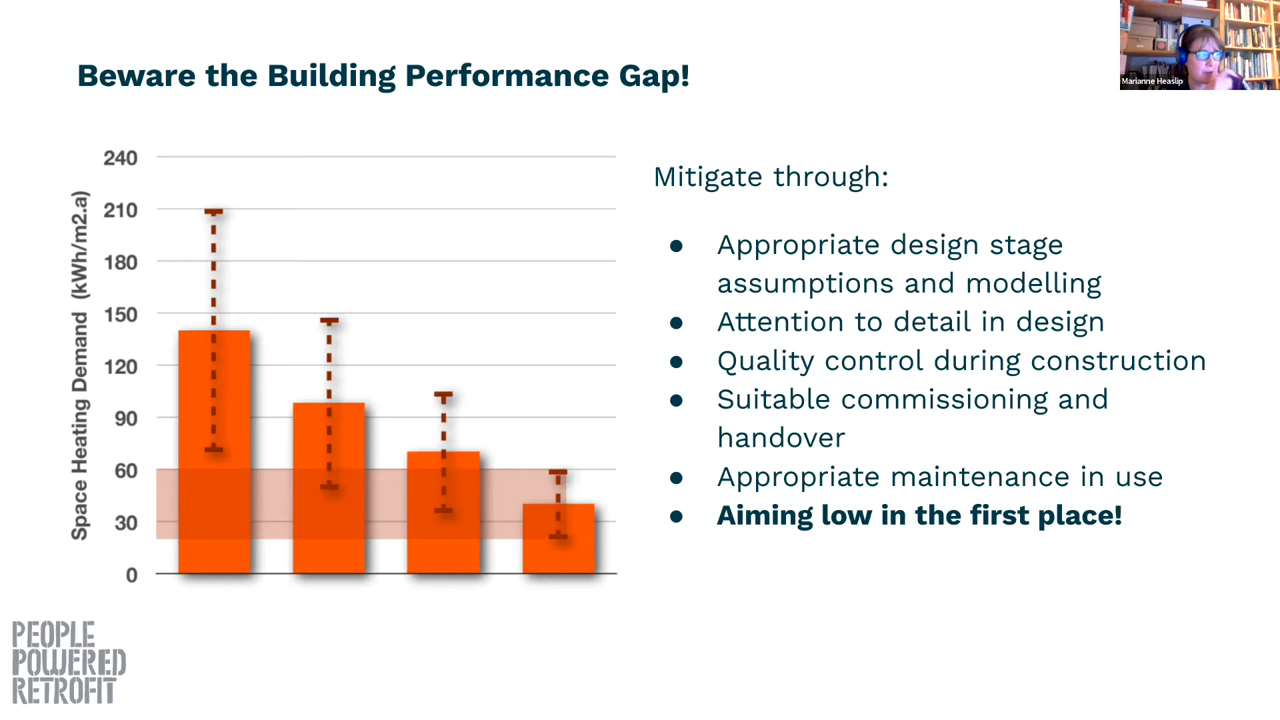 Beware the Building Performance Gap!
Marianne Heaslip
Space Heating Demand (kWh/m2.a)
240
210
180
150
120
90
60
30
0
Mitigate through:
● Appropriate design stage
assumptions and modelling
● Attention to detail in design
● Quality control during construction
● Suitable commissioning and
handover
● Appropriate maintenance in use
● Aiming low in the first place!
PEOPLE
POWERED
RETROFIT